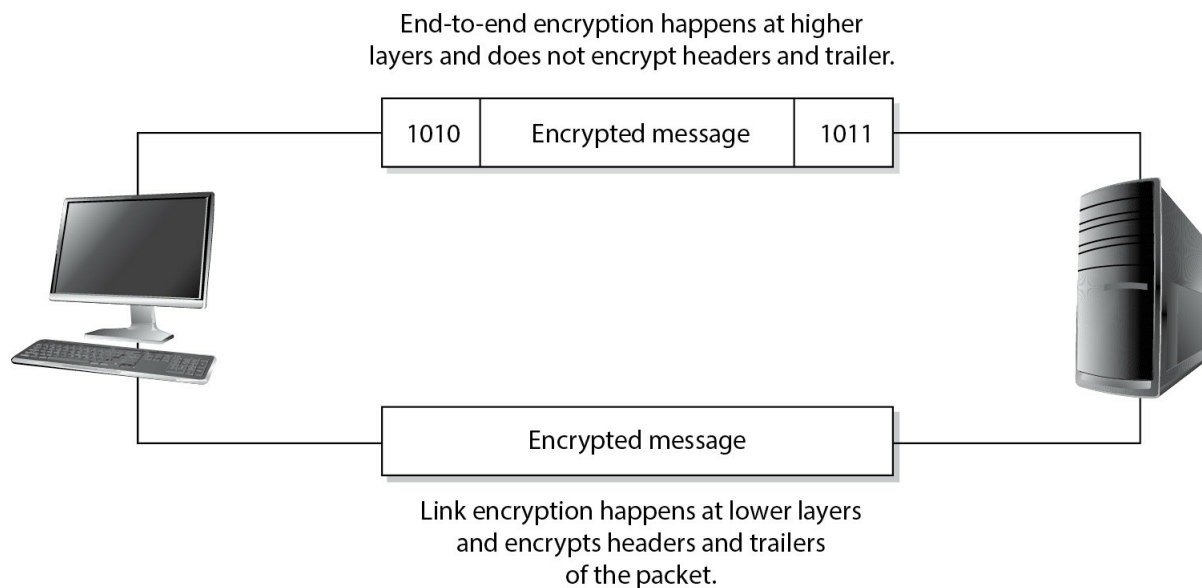 End-to-end encryption happens at higher
layers and does not encrypt headers and trailer.
1010 Encrypted message 1011
Encrypted message
Link encryption happens at lower layers
and encrypts headers and trailers
of the packet.